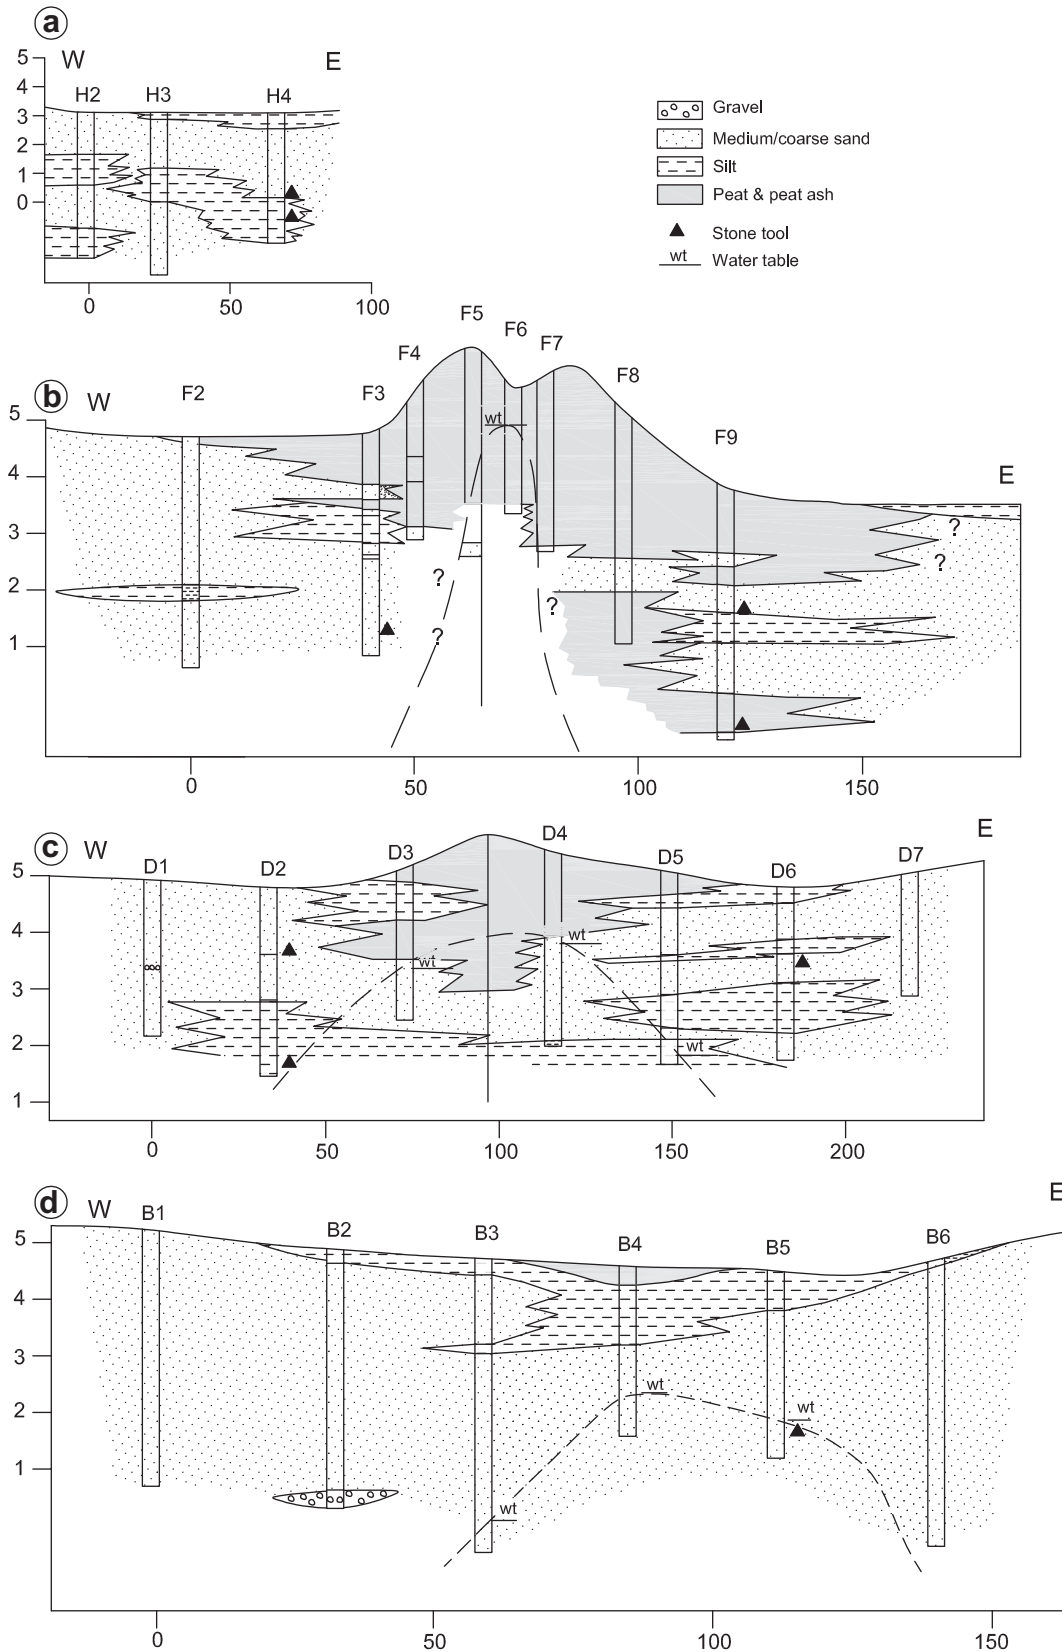 a
W E
H2 H3 H4
5
4
3
2
1
0
0 50 100
Gravel
Medium/coarse sand
Silt
Peat & peat ash
Stone tool
wt
Water table
b
W E
F2 F3 F4 F5 F6 F7 F8 F9
5
4
3
2
1
wt
? ? ? ? ?
0 50 100 150
c
W E
D1 D2 D3 D4 D5 D6 D7
5
4
3
2
1
wt wt wt
0 50 100 150 200
d
W E
B1 B2 B3 B4 B5 B6
5
4
3
2
1
wt wt wt
0 50 100 150